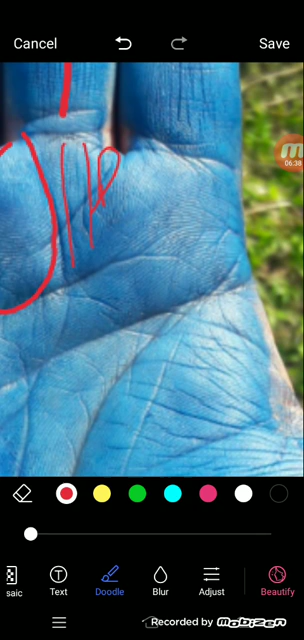 Cancel
Save
06:38
saic
Text
Doodle
Blur
Adjust
Beautify
Recorded by mobizen